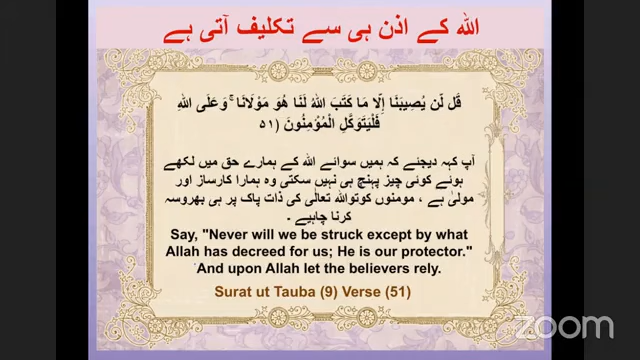 اللہ کے اذن ہی سے تکلیف آتی ہے
قُل لَّن يُصِيبَنَا إِلَّا مَا كَتَبَ اللَّهُ لَنَا هُوَ مَوْلَانَا ۚ وَعَلَى اللَّهِ
فَلْيَتَوَكَّلِ الْمُؤْمِنُونَ (٥١
آپ کہہ دیجئے کہ ہمیں سوائے اللہ کے ہمارے حق میں لکھے
ہوئے کوئی چیز پہنچ ہی نہیں سکتی وہ ہمارا کارساز اور
مولیٰ ہے ، مومنوں کوتواللہ تعالٰی کی ذات پاک پر ہی بھروسہ
کرنا چاہیے ۔
Say, "Never will we be struck except by what
Allah has decreed for us; He is our protector."
And upon Allah let the believers rely.
Surat ut Tauba (9) Verse (51)
zoom